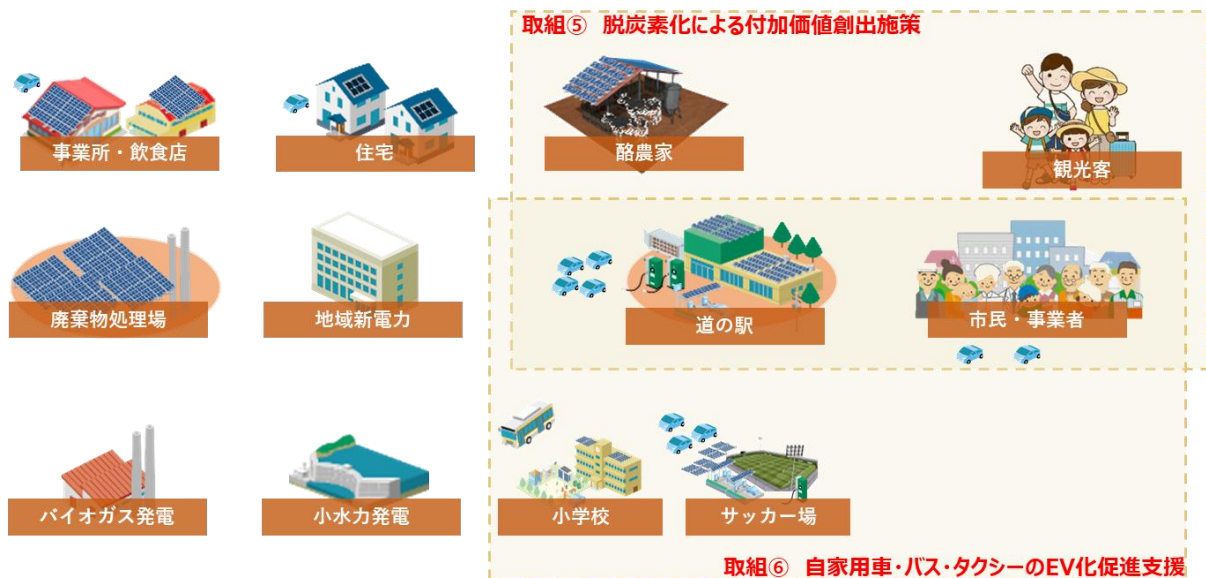 取組⑤ 脱炭素化による付加価値創出施策
事業所・飲食店
住宅
酪農家
観光客
廃棄物処理場
地域新電力
道の駅
市民・事業者
バイオガス発電
小水力発電
小学校
サッカー場
取組⑥ 自家用車・バス・タクシーのEV化促進支援